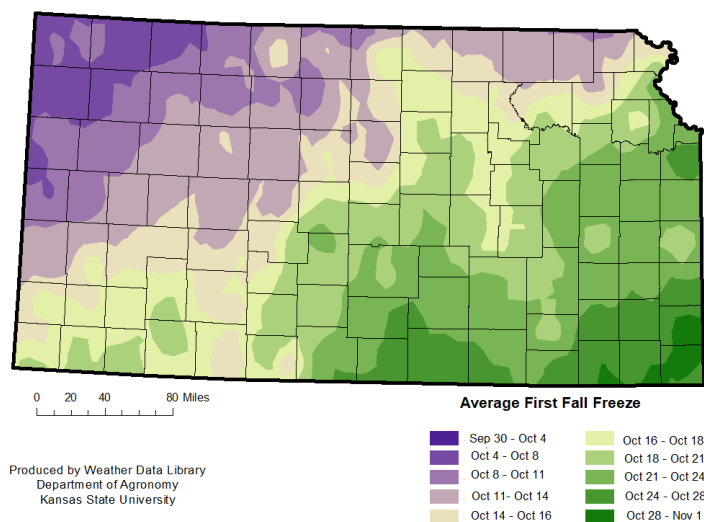 0 20 40 80 Miles
Produced by Weather Data Library
Department of Agronomy
Kansas State University
Average First Fall Freeze
Sep 30 - Oct 4
Oct 4 - Oct 8
Oct 8 - Oct 11
Oct 11- Oct 14
Oct 14 - Oct 16
Oct 16 - Oct 18
Oct 18 - Oct 21
Oct 21 - Oct 24
Oct 24 - Oct 28
Oct 28 - Nov 1